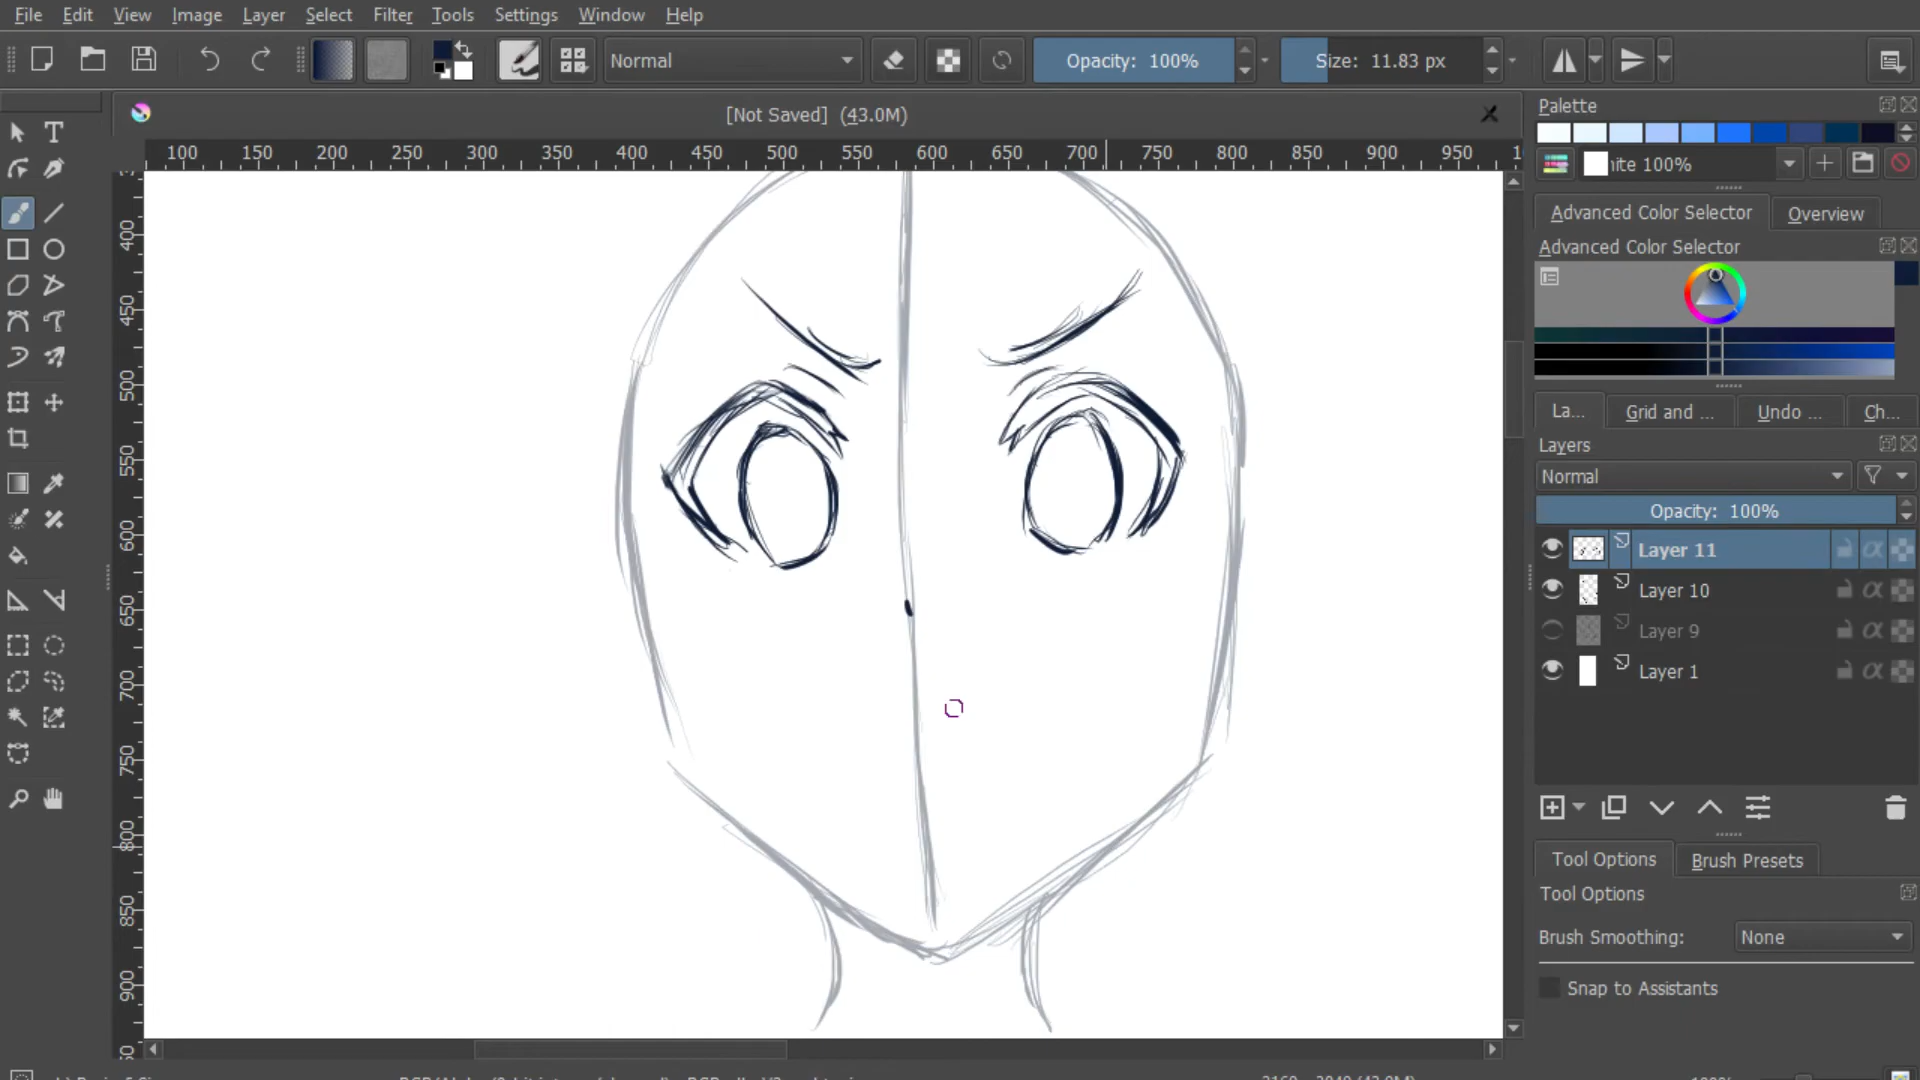 File Edit View Image Layer Select Filter Tools Settings Window Help
Normal Opacity: 100% Size: 11.83 px
[Not Saved] (43.0M)
100 150 200 250 300 350 400 450 500 550 600 650 700 750 800 850 900 950
400
450
500
550
600
650
700
750
800
850
900
Palette
ite 100%
Advanced Color Selector Overview
Advanced Color Selector
La... Grid and ... Undo ... Ch...
Layers
Normal
Opacity: 100%
Layer 11
Layer 10
Layer 9
Layer 1
Tool Options Brush Presets
Tool Options
Brush Smoothing: None
Snap to Assistants